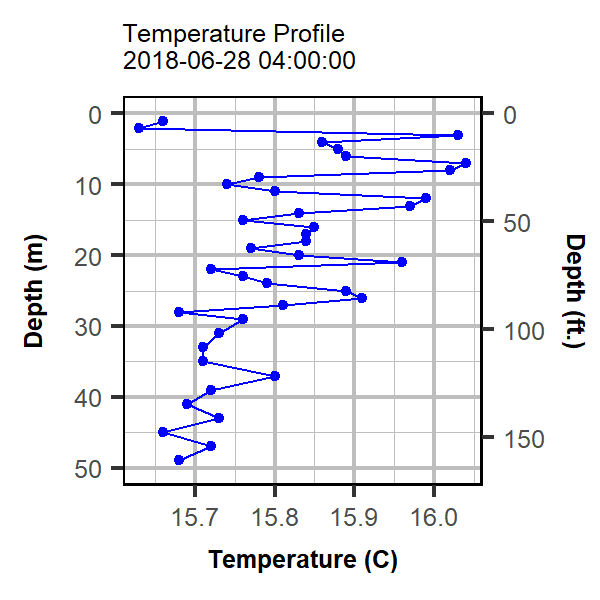 Temperature Profile
2018-06-28 04:00:00
0
10
20
30
40
50
Depth (m)
0
50
100
150
Depth (ft.)
15.7 15.8 15.9 16.0
Temperature (C)